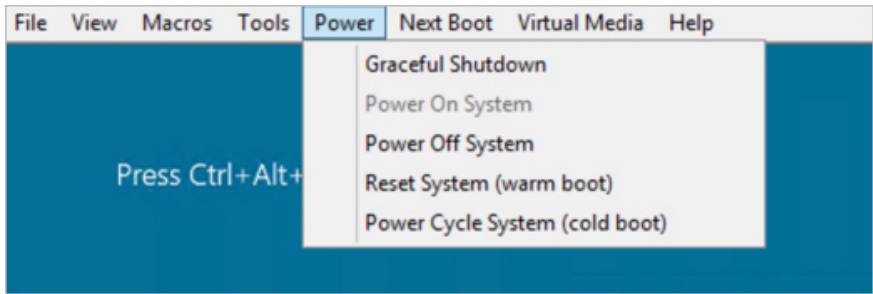 File View Macros Tools Power Next Boot Virtual Media Help
Graceful Shutdown
Power On System
Power Off System
Press Ctrl+Alt+
Reset System (warm boot)
Power Cycle System (cold boot)